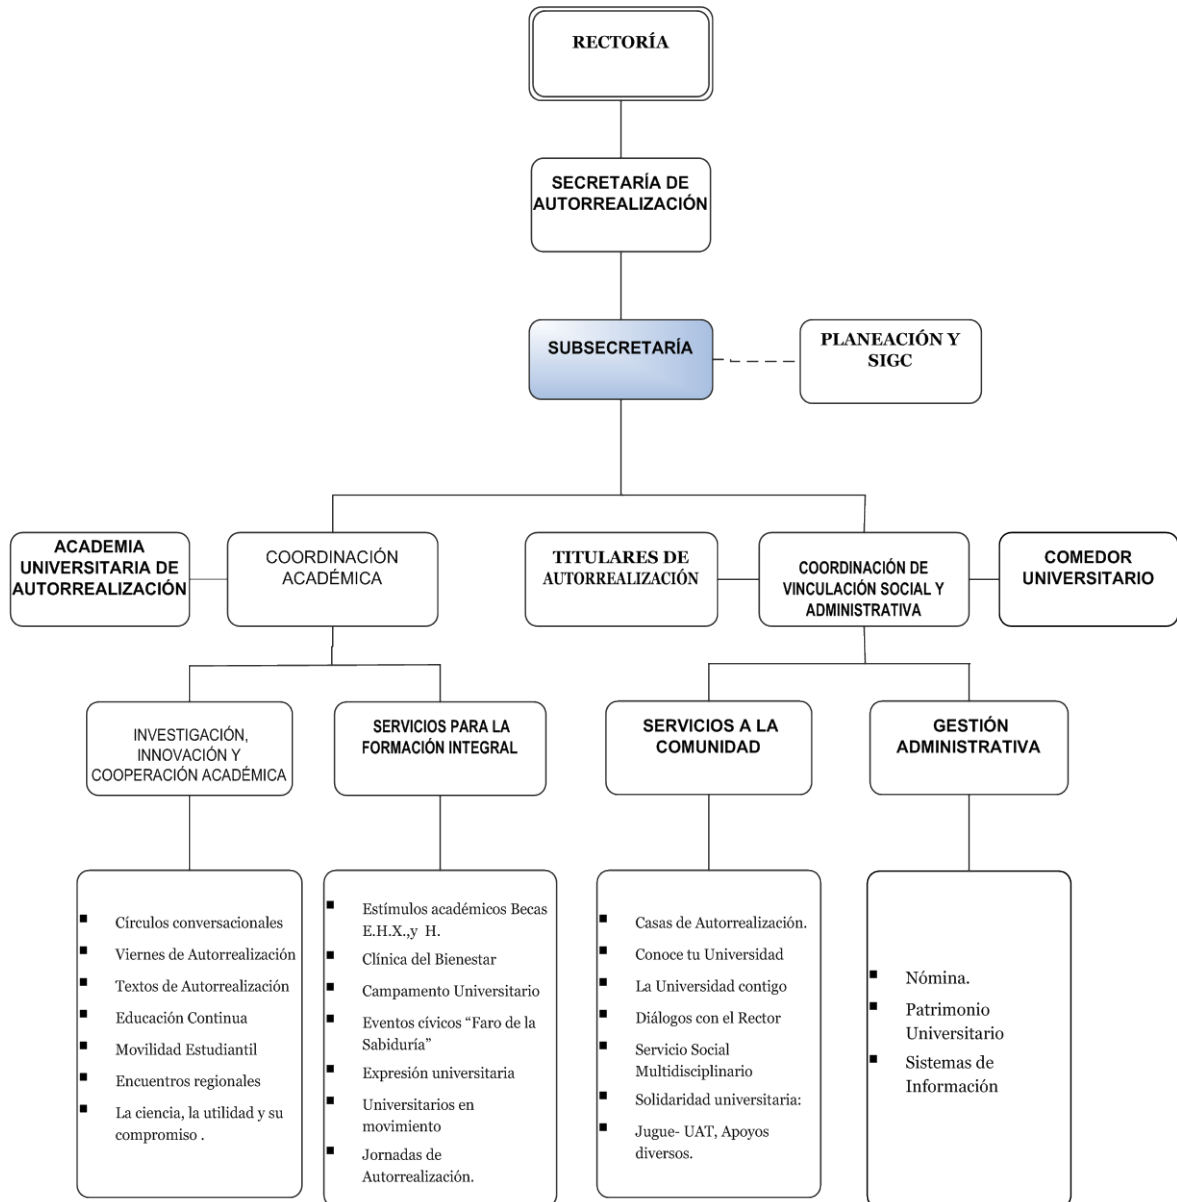 RECTORÍA
SECRETARÍA DE
AUTORREALIZACIÓN
SUBSECRETARÍA
PLANEACIÓN Y
SIGC
ACADEMIA
UNIVERSITARIA DE
AUTORREALIZACIÓN
COORDINACIÓN
ACADÉMICA
TITULARES DE
AUTORREALIZACIÓN
COORDINACIÓN DE
VINCULACIÓN SOCIAL Y
ADMINISTRATIVA
COMEDOR
UNIVERSITARIO
INVESTIGACIÓN,
INNOVACIÓN Y
COOPERACIÓN ACADÉMICA
SERVICIOS PARA LA
FORMACIÓN INTEGRAL
SERVICIOS A LA
COMUNIDAD
GESTIÓN
ADMINISTRATIVA
▪ Círculos conversacionales
▪ Viernes de Autorrealización
▪ Textos de Autorrealización
▪ Educación Continua
▪ Movilidad Estudiantil
▪ Encuentros regionales
▪ La ciencia, la utilidad y su
compromiso .
▪ Estímulos académicos Becas
E.H.X.,y H.
▪ Clínica del Bienestar
▪ Campamento Universitario
▪ Eventos cívicos “Faro de la
Sabiduría”
▪ Expresión universitaria
▪ Universitarios en
movimiento
▪ Jornadas de
Autorrealización.
▪ Casas de Autorrealización.
▪ Conoce tu Universidad
▪ La Universidad contigo
▪ Diálogos con el Rector
▪ Servicio Social
Multidisciplinario
▪ Solidaridad universitaria:
▪ Jugue- UAT, Apoyos
diversos.
▪ Nómina.
▪ Patrimonio
Universitario
▪ Sistemas de
Información